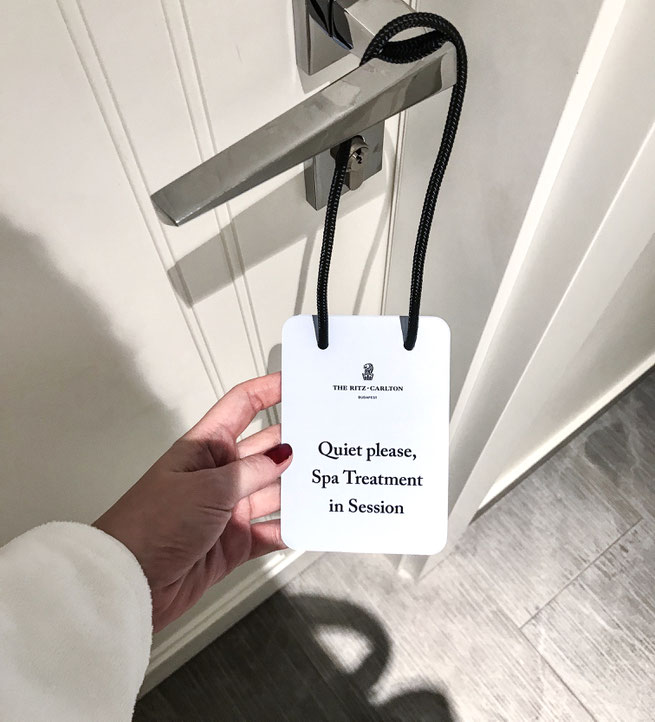 THE RITZ-CARLTON
BUDAPEST
Quiet please,
Spa Treatment
in Session